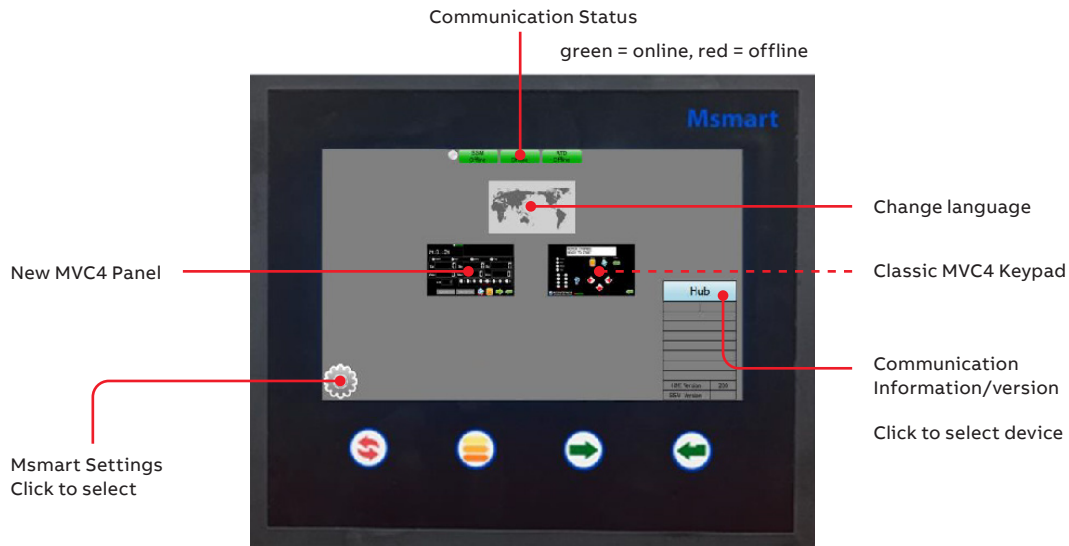 Communication Status
green = online, red = offline
Msmart
Change language
New MVC4 Panel
Classic MVC4 Keypad
Hub
Communication
Information/version
Click to select device
Msmart Settings
Click to select